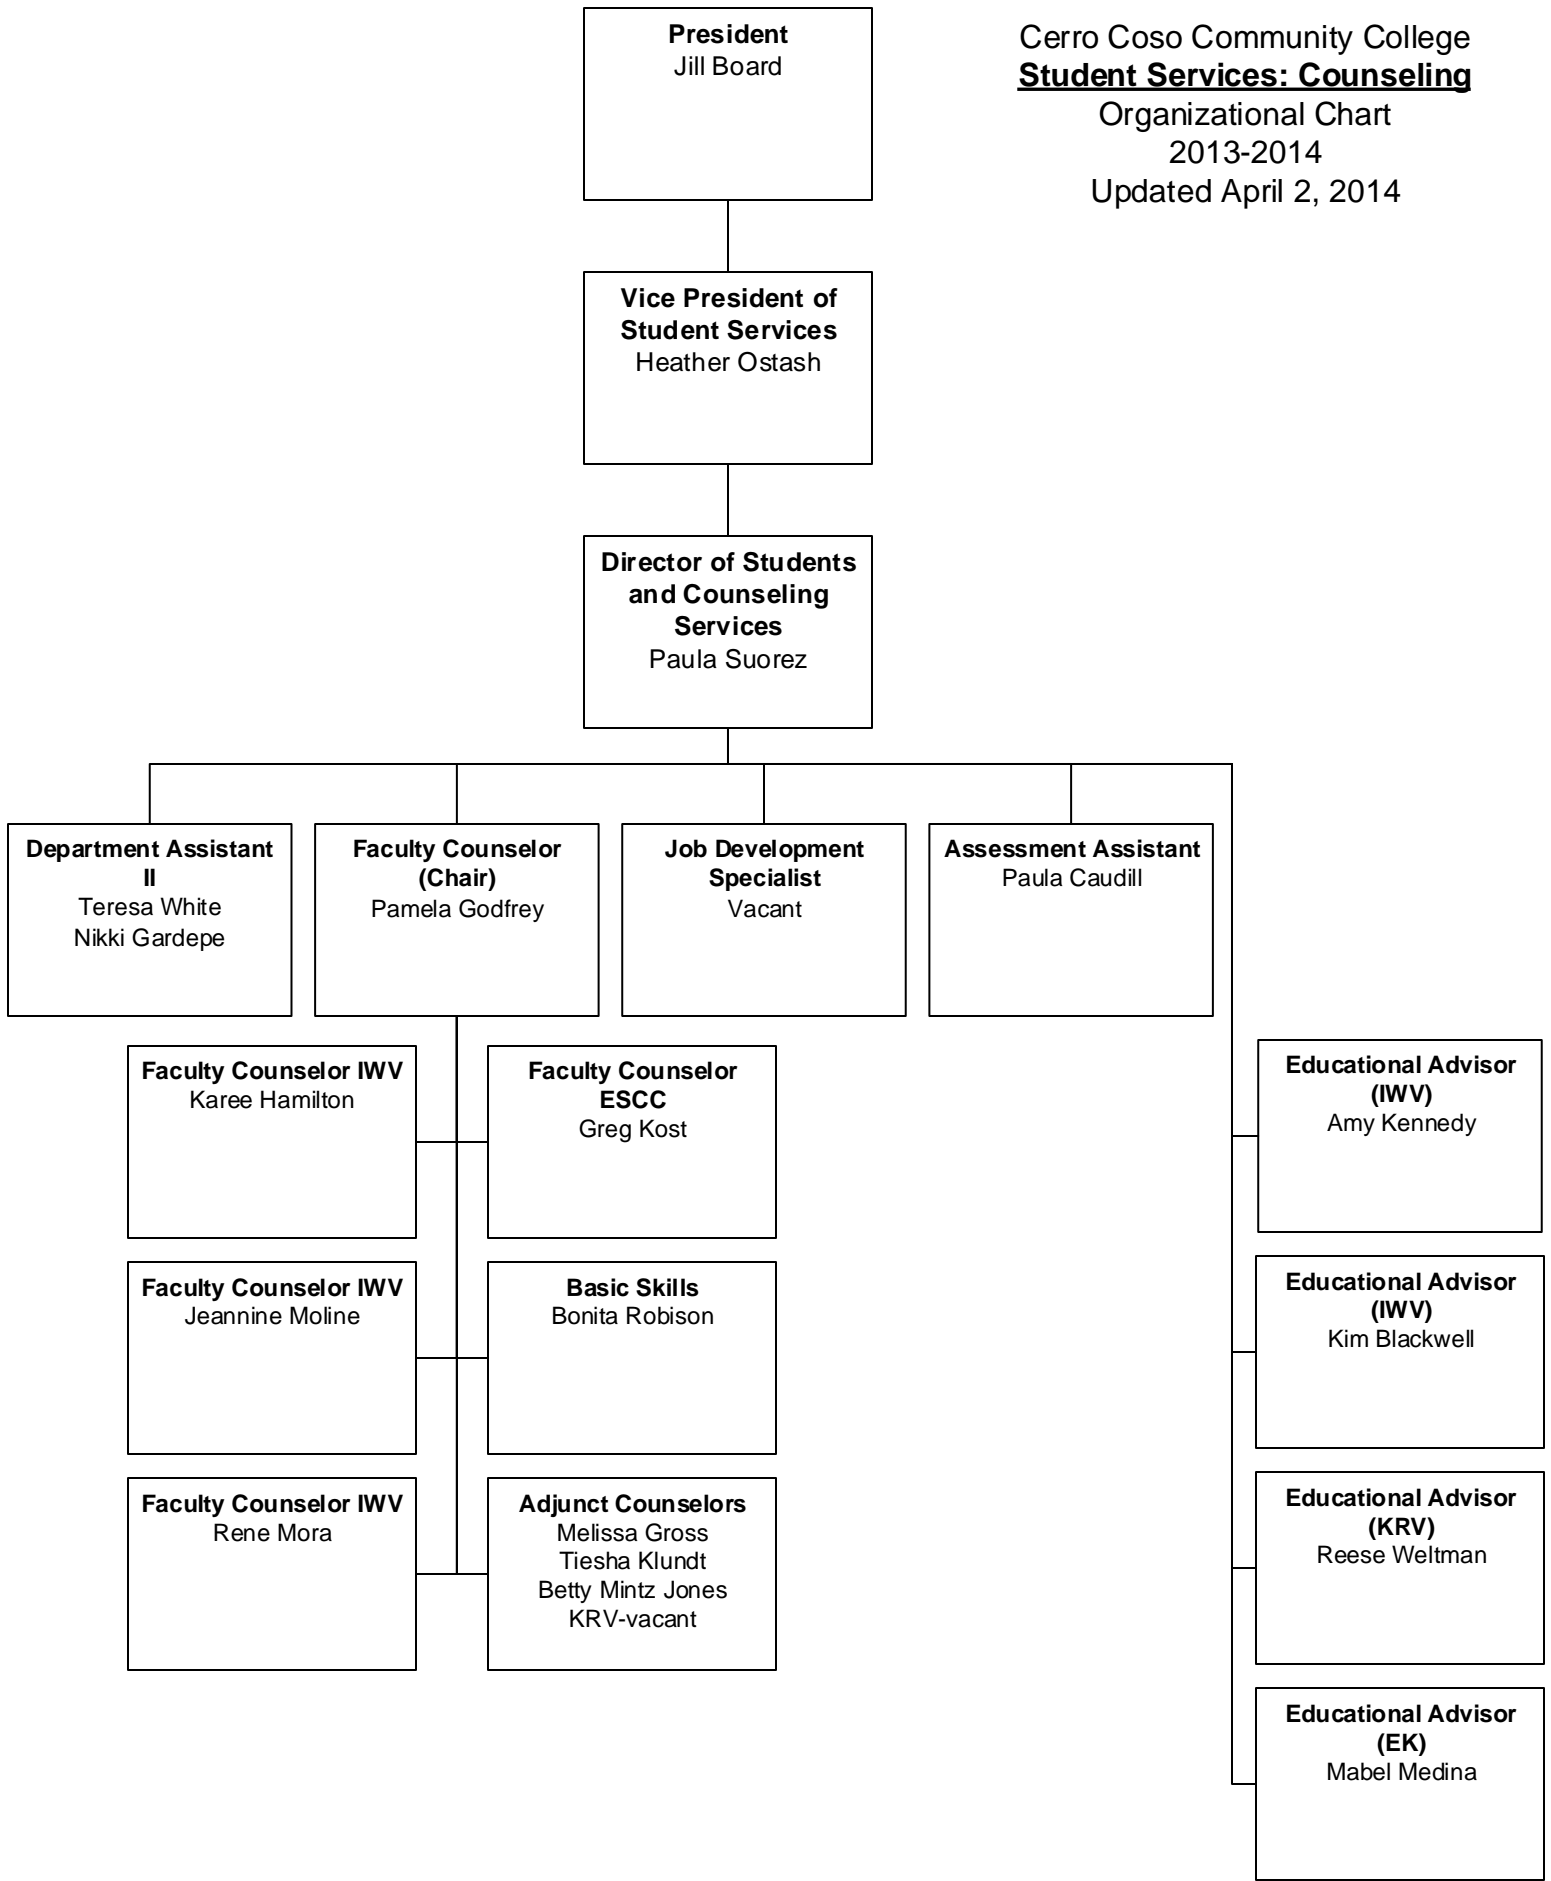 President
Jill Board
Cerro Coso Community College
Student Services: Counseling
Organizational Chart
2013-2014
Updated April 2, 2014
Vice President of
Student Services
Heather Ostash
Director of Students
and Counseling
Services
Paula Suorez
Department Assistant
II
Teresa White
Nikki Gardepe
Faculty Counselor
(Chair)
Pamela Godfrey
Job Development
Specialist
Vacant
Assessment Assistant
Paula Caudill
Faculty Counselor IWV
Karee Hamilton
Faculty Counselor
ESCC
Greg Kost
Educational Advisor
(IWV)
Amy Kennedy
Faculty Counselor IWV
Jeannine Moline
Basic Skills
Bonita Robison
Educational Advisor
(IWV)
Kim Blackwell
Faculty Counselor IWV
Rene Mora
Adjunct Counselors
Melissa Gross
Tiesha Klundt
Betty Mintz Jones
KRV-vacant
Educational Advisor
(KRV)
Reese Weltman
Educational Advisor
(EK)
Mabel Medina